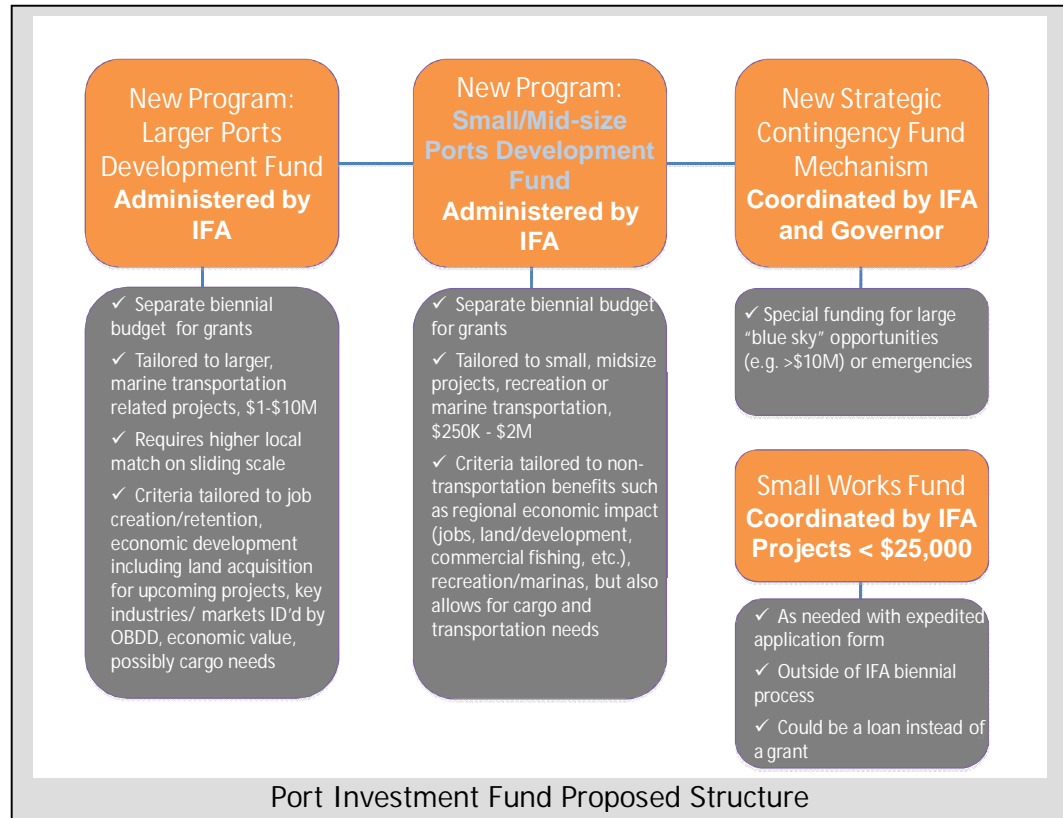 New Program:
Larger Ports
Development Fund
Administered by
IFA
✓ Separate biennial
budget for grants
✓ Tailored to larger,
marine transportation
related projects, $1-$10M
✓ Requires higher local
match on sliding scale
✓ Criteria tailored to job
creation/retention,
economic development
including land acquisition
for upcoming projects, key
industries/ markets ID'd by
OBDD, economic value,
possibly cargo needs
New Program:
Small/Mid-size
Ports Development
Fund
Administered by
IFA
✓ Separate biennial budget
for grants
✓ Tailored to small, midsize
projects, recreation or
marine transportation,
$250K - $2M
✓ Criteria tailored to non-
transportation benefits such
as regional economic impact
(jobs, land/development,
commercial fishing, etc.),
recreation/marinas, but also
allows for cargo and
transportation needs
New Strategic
Contingency Fund
Mechanism
Coordinated by IFA
and Governor
✓ Special funding for large
"blue sky" opportunities
(e.g. >$10M) or emergencies
Small Works Fund
Coordinated by IFA
Projects < $25,000
✓ As needed with expedited
application form
✓ Outside of IFA biennial
process
✓ Could be a loan instead of
a grant
Port Investment Fund Proposed Structure